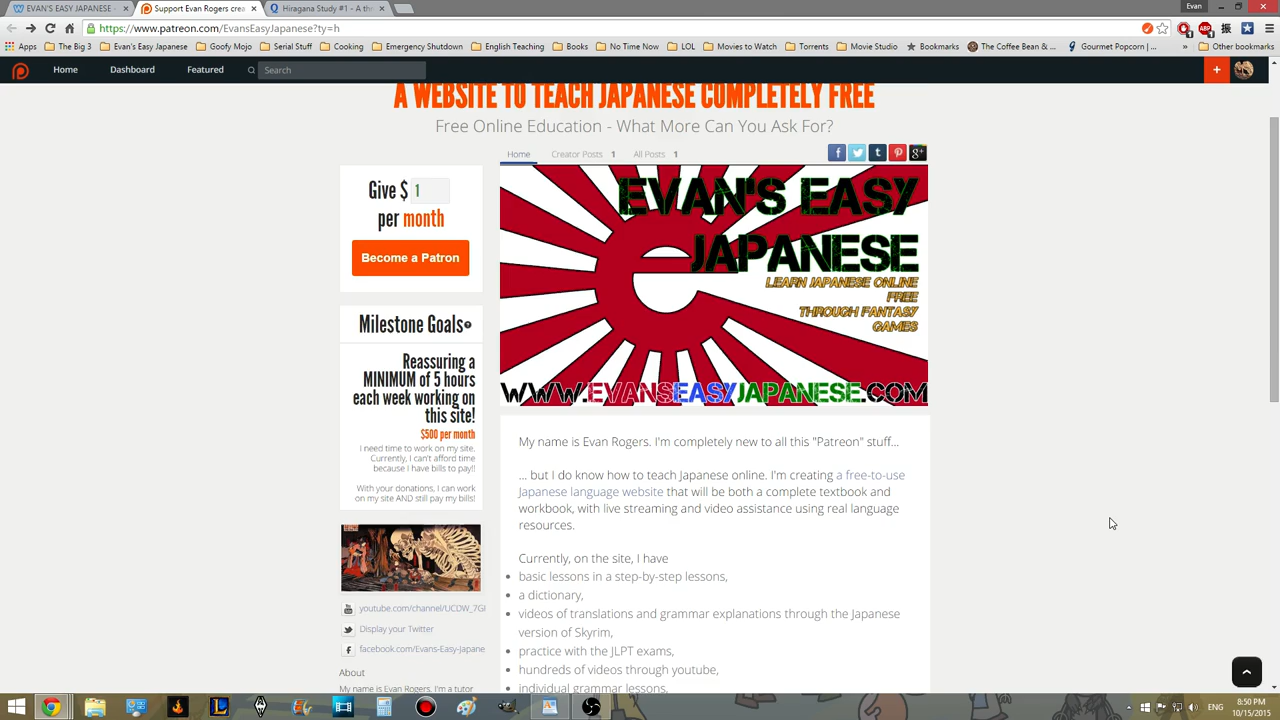 WV EVAN'S EASY JAPANESE -
Support Evan Rogers crea
Hiragana Study #1 - A thr
Evan
https://www.patreon.com/EvansEasyJapanese?ty=h
Apps
The Big 3
Evan's Easy Japanese
Goofy Mojo
Serial Stuff
Cooking
Emergency Shutdown
English Teaching
Books
No Time Now
LOL
Movies to Watch
Torrents
Movie Studio
Bookmarks
The Coffee Bean & ...
Gourmet Popcorn | ...
»
Other bookmarks
Home
Dashboard
Featured
Search
A WEBSITE TO TEACH JAPANESE COMPLETELY FREE
Free Online Education - What More Can You Ask For?
Home
Creator Posts 1
All Posts 1
Give $ 1
per month
Become a Patron
EVAN'S EASY
JAPANESE
LEARN JAPANESE ONLINE
FREE
THROUGH FANTASY
GAMES
WWW.EVANSEASYJAPANESE.COM
Milestone Goals
Reassuring a
MINIMUM of 5 hours
each week working on
this site!
$500 per month
I need time to work on my site.
Currently, I can't afford time
because I have bills to pay!!
With your donations, I can work
on my site AND still pay my bills!
youtube.com/channel/UCDW_7GI
Display your Twitter
facebook.com/Evans-Easy-Japane
About
My name is Evan Rogers. I'm a tutor
My name is Evan Rogers. I'm completely new to all this "Patreon" stuff...
... but I do know how to teach Japanese online. I'm creating a free-to-use
Japanese language website that will be both a complete textbook and
workbook, with live streaming and video assistance using real language
resources.
Currently, on the site, I have
basic lessons in a step-by-step lessons,
a dictionary,
videos of translations and grammar explanations through the Japanese
version of Skyrim,
practice with the JLPT exams,
hundreds of videos through youtube,
individual grammar lessons,
ENG
8:50 PM
10/15/2015